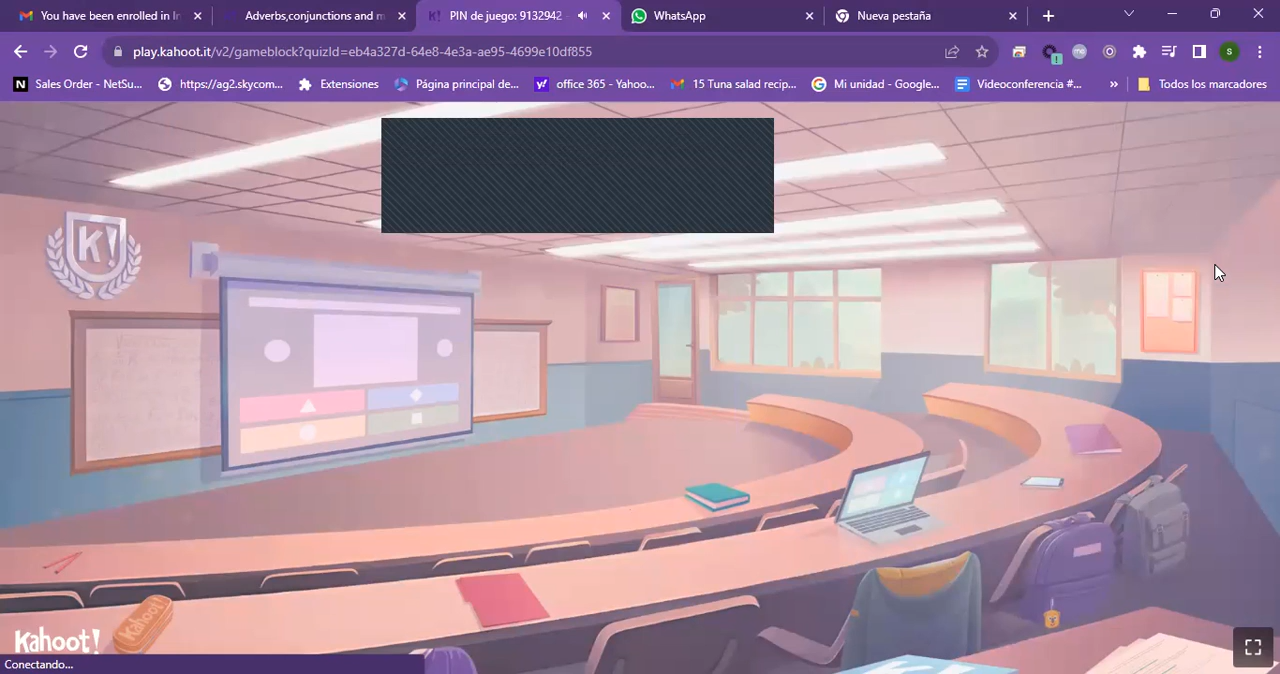 You have been enrolled in In
Adverbs,conjunctions and m
K! PIN de juego: 9132942 -
WhatsApp
Nueva pestaña
play.kahoot.it/v2/gameblock?quizId=eb4a327d-64e8-4e3a-ae95-4699e10df855
S
N Sales Order - NetSu...
https://ag2.skycom...
Extensiones
Página principal de...
office 365 - Yahoo...
15 Tuna salad recip...
Mi unidad - Google...
Videoconferencia #...
»
Todos los marcadores
K!
Kahoot!
Kahoot!
Conectando...